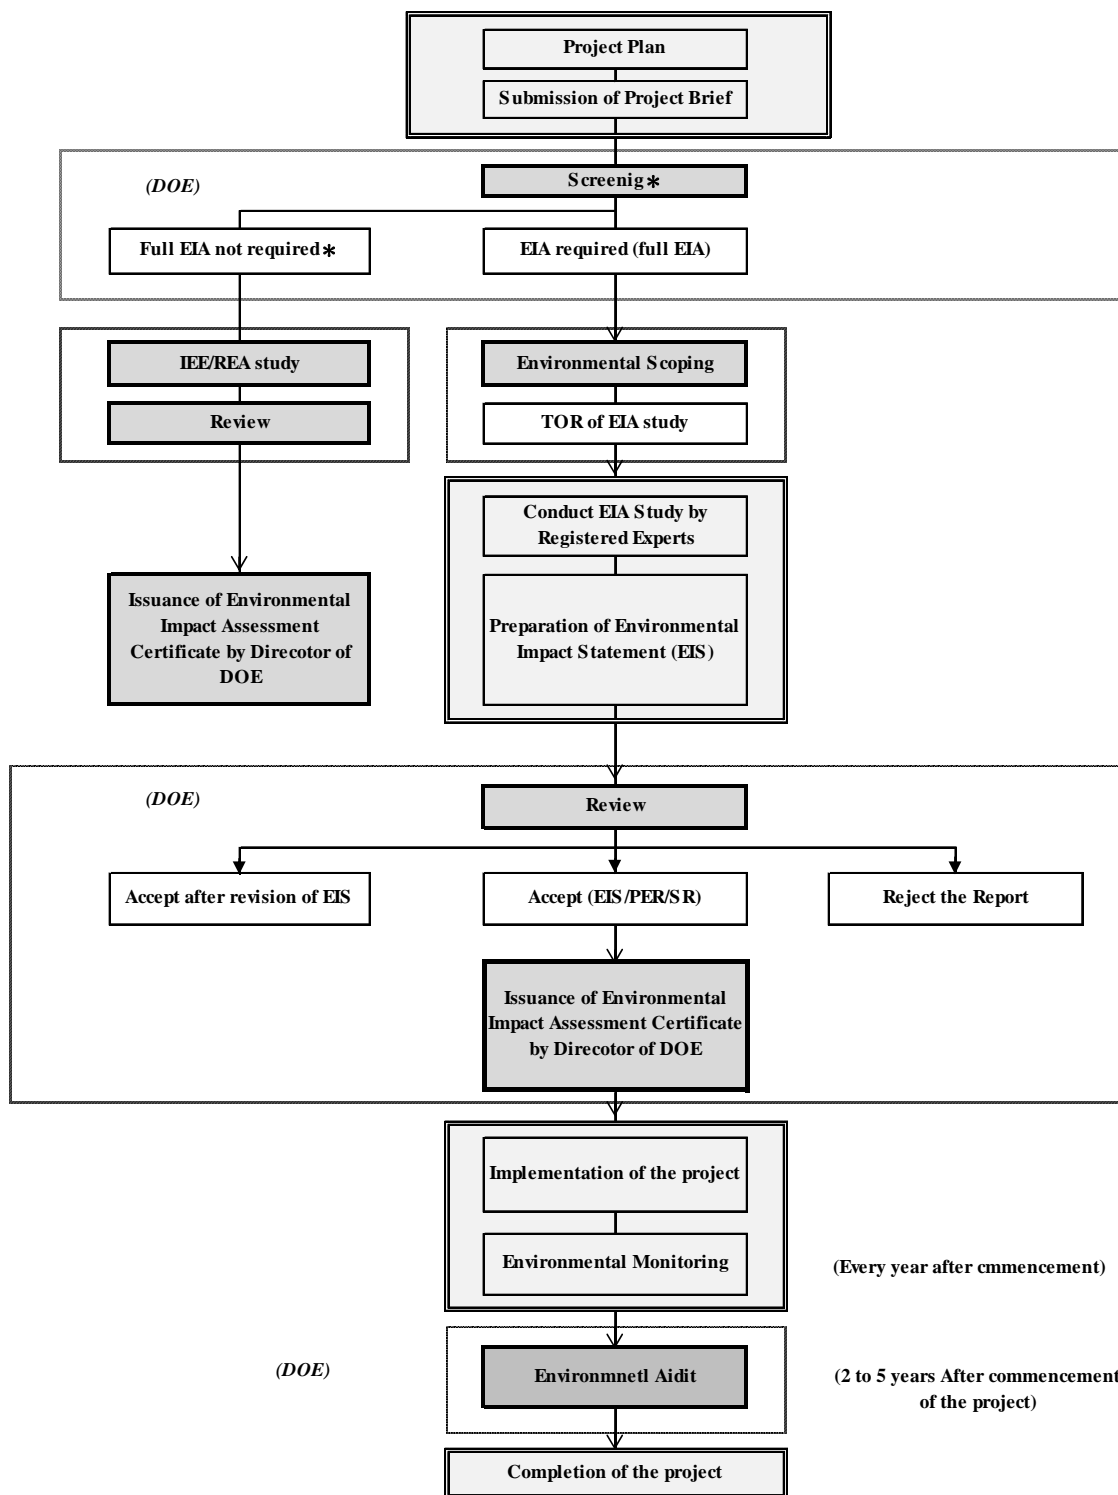 Project Plan
Submission of Project Brief
(DOE)
Screenig*
Full EIA not required*
EIA required (full EIA)
IEE/REA study
Environmental Scoping
Review
TOR of EIA study
Conduct EIA Study by
Registered Experts
Issuance of Environmental
Impact Assessment
Certificate by Direcotor of
DOE
Preparation of Environmental
Impact Statement (EIS)
(DOE)
Review
Accept after revision of EIS
Accept (EIS/PER/SR)
Reject the Report
Issuance of Environmental
Impact Assessment Certificate
by Direcotor of DOE
Implementation of the project
Environmental Monitoring
(Every year after cmmencement)
(DOE)
Environmnetl Aidit
(2 to 5 years After commencement
of the project)
Completion of the project